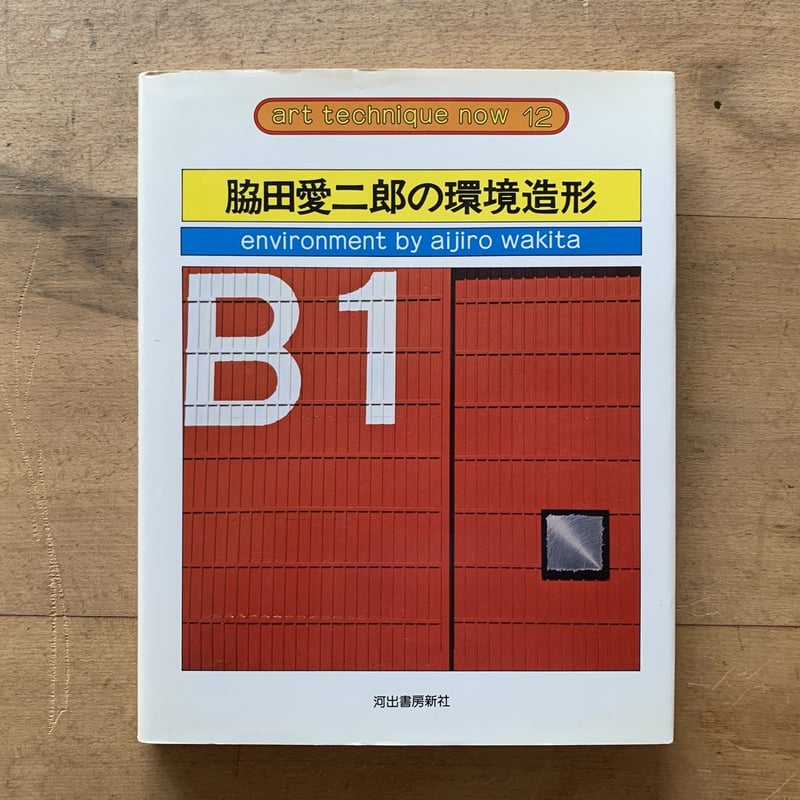 art technique now 12
脇田愛二郎の環境造形
environment by aijiro wakita
B1
河出書房新社